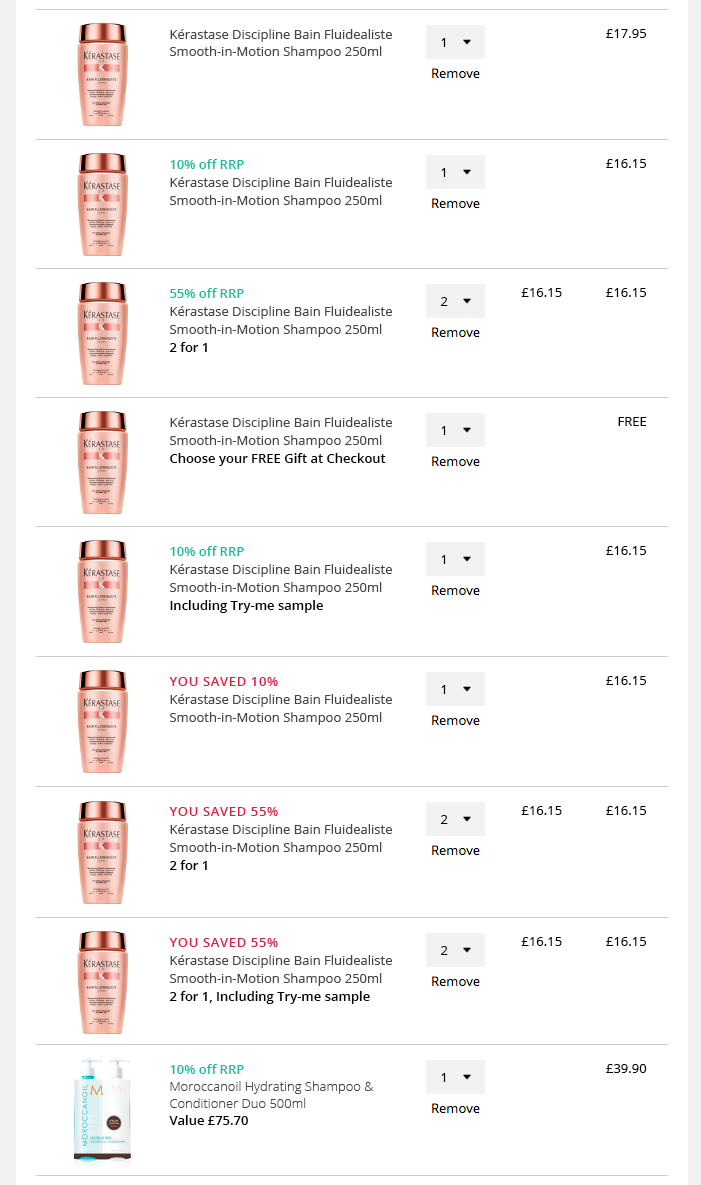 Kérastase Discipline Bain Fluidealiste
Smooth-in-Motion Shampoo 250ml
1
£17.95
Remove
KÉRASTASE
K
BAIN FLUIDEALISTE
10% off RRP
Kérastase Discipline Bain Fluidealiste
Smooth-in-Motion Shampoo 250ml
1
£16.15
Remove
KÉRASTASE
K
BAIN FLUIDEALISTE
55% off RRP
Kérastase Discipline Bain Fluidealiste
Smooth-in-Motion Shampoo 250ml
2 for 1
2
£16.15
£16.15
Remove
KÉRASTASE
K
BAIN FLUIDEALISTE
Kérastase Discipline Bain Fluidealiste
Smooth-in-Motion Shampoo 250ml
Choose your FREE Gift at Checkout
1
FREE
Remove
KÉRASTASE
K
BAIN FLUIDEALISTE
10% off RRP
Kérastase Discipline Bain Fluidealiste
Smooth-in-Motion Shampoo 250ml
Including Try-me sample
1
£16.15
Remove
KÉRASTASE
K
BAIN FLUIDEALISTE
YOU SAVED 10%
Kérastase Discipline Bain Fluidealiste
Smooth-in-Motion Shampoo 250ml
1
£16.15
Remove
KÉRASTASE
K
BAIN FLUIDEALISTE
YOU SAVED 55%
Kérastase Discipline Bain Fluidealiste
Smooth-in-Motion Shampoo 250ml
2 for 1
2
£16.15
£16.15
Remove
KÉRASTASE
K
BAIN FLUIDEALISTE
YOU SAVED 55%
Kérastase Discipline Bain Fluidealiste
Smooth-in-Motion Shampoo 250ml
2 for 1, Including Try-me sample
2
£16.15
£16.15
Remove
KÉRASTASE
K
BAIN FLUIDEALISTE
10% off RRP
Moroccanoil Hydrating Shampoo &
Conditioner Duo 500ml
Value £75.70
1
£39.90
Remove
MOROCCANOIL
M
HYDRATING